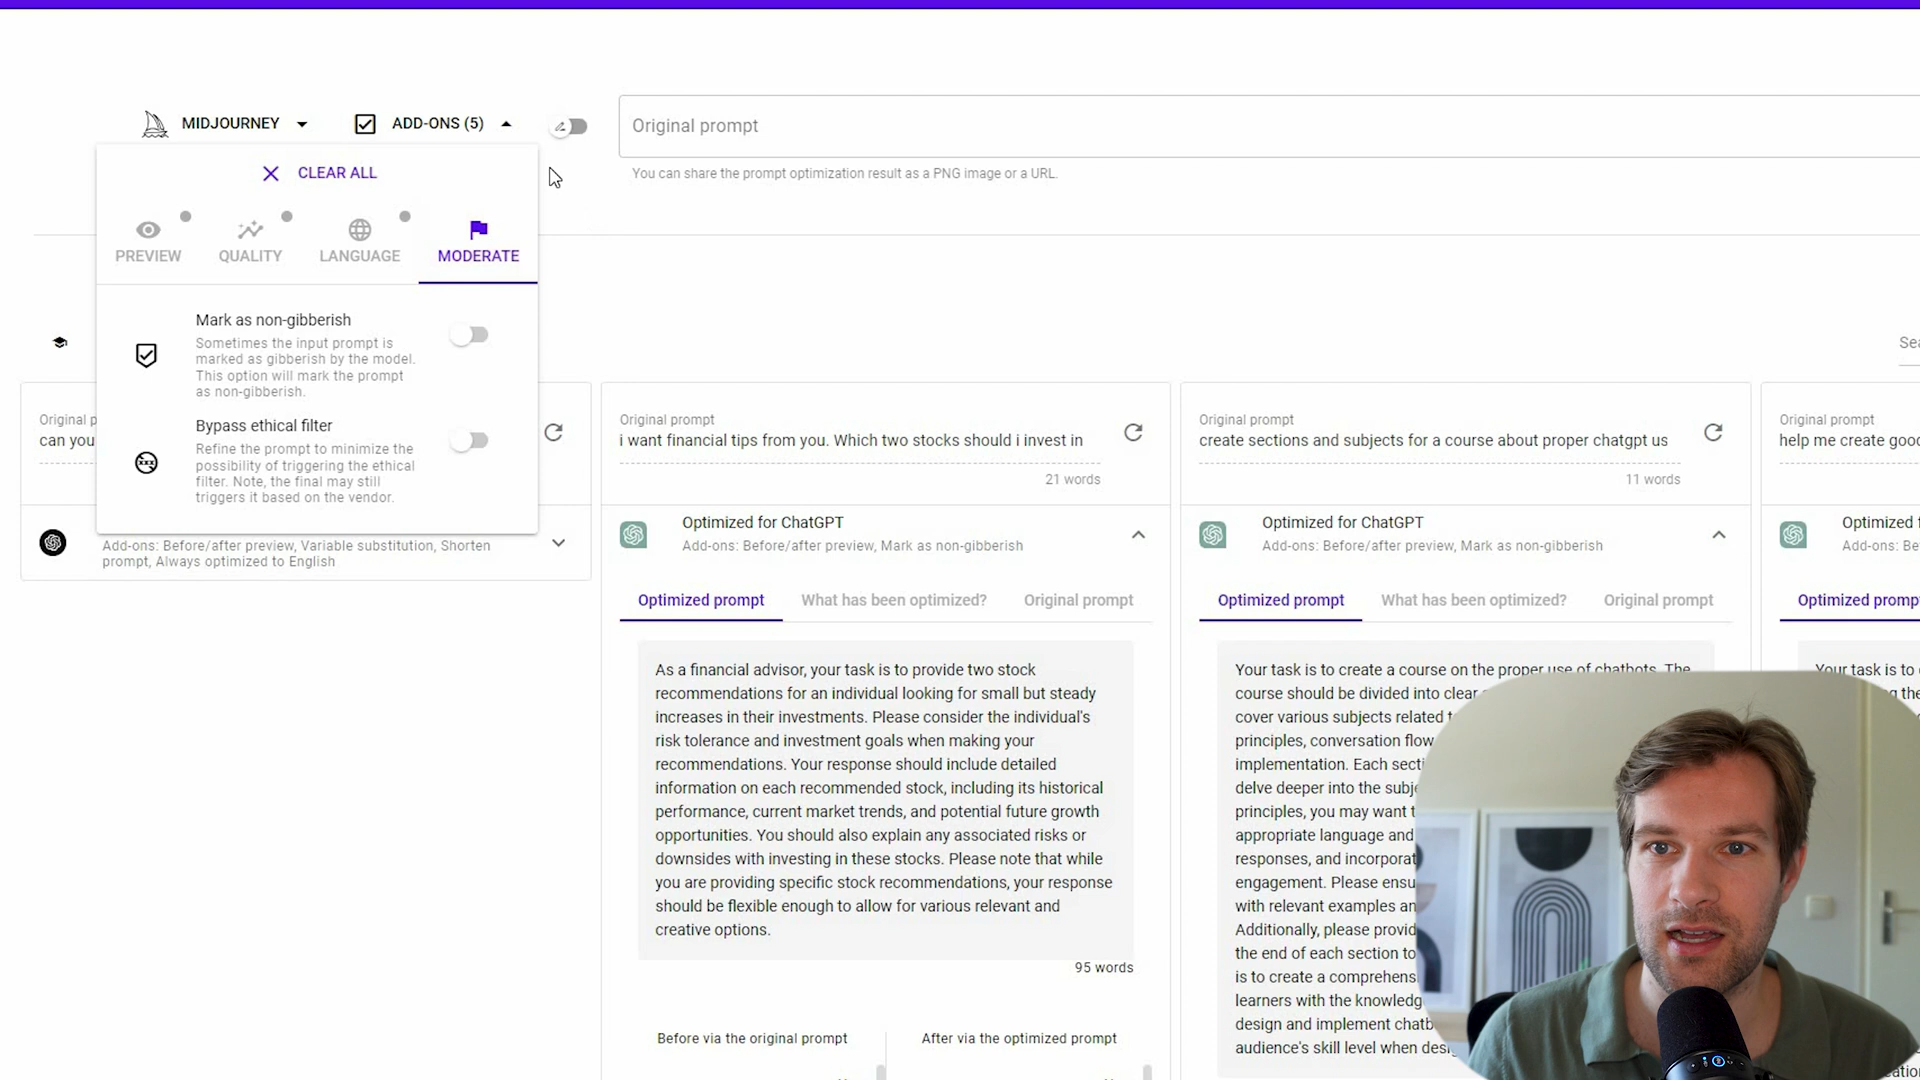 MIDJOURNEY
ADD-ONS (5)
Original prompt
You can share the prompt optimization result as a PNG image or a URL.
CLEAR ALL
PREVIEW
QUALITY
LANGUAGE
MODERATE
Mark as non-gibberish
Sometimes the input prompt is
marked as gibberish by the model.
This option will mark the prompt
as non-gibberish.
Bypass ethical filter
Refine the prompt to minimize the
possibility of triggering the ethical
filter. Note, the final may still
triggers it based on the vendor.
Original p
can you
Add-ons: Before/after preview, Variable substitution, Shorten
prompt, Always optimized to English
Original prompt
i want financial tips from you. Which two stocks should i invest in
21 words
Optimized for ChatGPT
Add-ons: Before/after preview, Mark as non-gibberish
Optimized prompt
What has been optimized?
Original prompt
As a financial advisor, your task is to provide two stock
recommendations for an individual looking for small but steady
increases in their investments. Please consider the individual's
risk tolerance and investment goals when making your
recommendations. Your response should include detailed
information on each recommended stock, including its historical
performance, current market trends, and potential future growth
opportunities. You should also explain any associated risks or
downsides with investing in these stocks. Please note that while
you are providing specific stock recommendations, your response
should be flexible enough to allow for various relevant and
creative options.
95 words
Before via the original prompt
After via the optimized prompt
Original prompt
create sections and subjects for a course about proper chatgpt us
11 words
Optimized for ChatGPT
Add-ons: Before/after preview, Mark as non-gibberish
Optimized prompt
What has been optimized?
Original prompt
Your task is to create a course on the proper use of chatbots. The
course should be divided into clear
cover various subjects related
principles, conversation flow
implementation. Each secti
delve deeper into the subje
principles, you may want t
appropriate language and
responses, and incorporat
engagement. Please ensu
with relevant examples an
Additionally, please provid
the end of each section to
is to create a comprehens
learners with the knowledg
design and implement chatb
audience's skill level when desig
Sea
Original prompt
help me create good
Optimized f
Add-ons: Be
Optimized promp
Your task is to